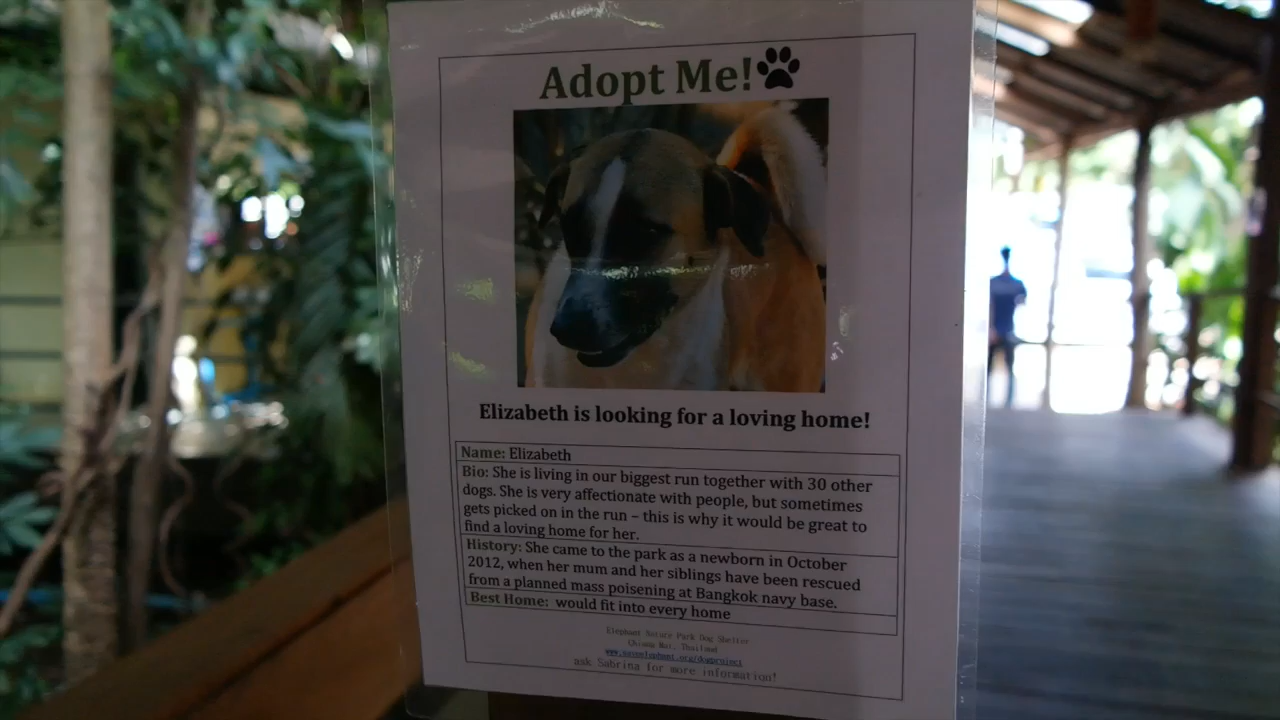 Adopt Me!
Elizabeth is looking for a loving home!
Name: Elizabeth
Bio: She is living in our biggest run together with 30 other
dogs. She is very affectionate with people, but sometimes
gets picked on in the run – this is why it would be great to
find a loving home for her.
History: She came to the park as a newborn in October
2012, when her mum and her siblings have been rescued
from a planned mass poisening at Bangkok navy base.
Best Home: would fit into every home
Elephant Nature Park Dog Shelter
Chiang Mai, Thailand
www.saveelephant.org/dogproject
ask Sabrina for more information!